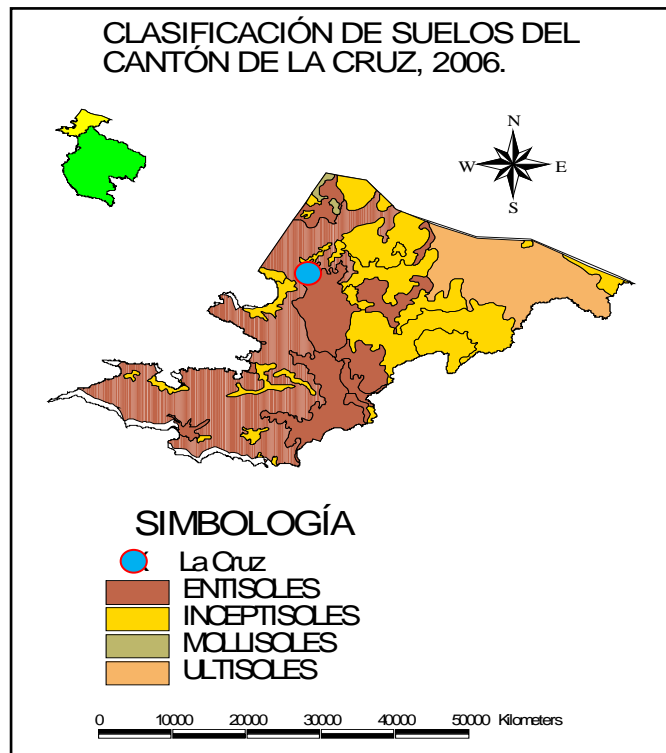 CLASIFICACIÓN DE SUELOS DEL
CANTÓN DE LA CRUZ, 2006.
N
W E
S
SIMBOLOGÍA
La Cruz
ENTISOLES
INCEPTISOLES
MOLLISOLES
ULTISOLES
0 10000 20000 30000 40000 50000 Kilometers